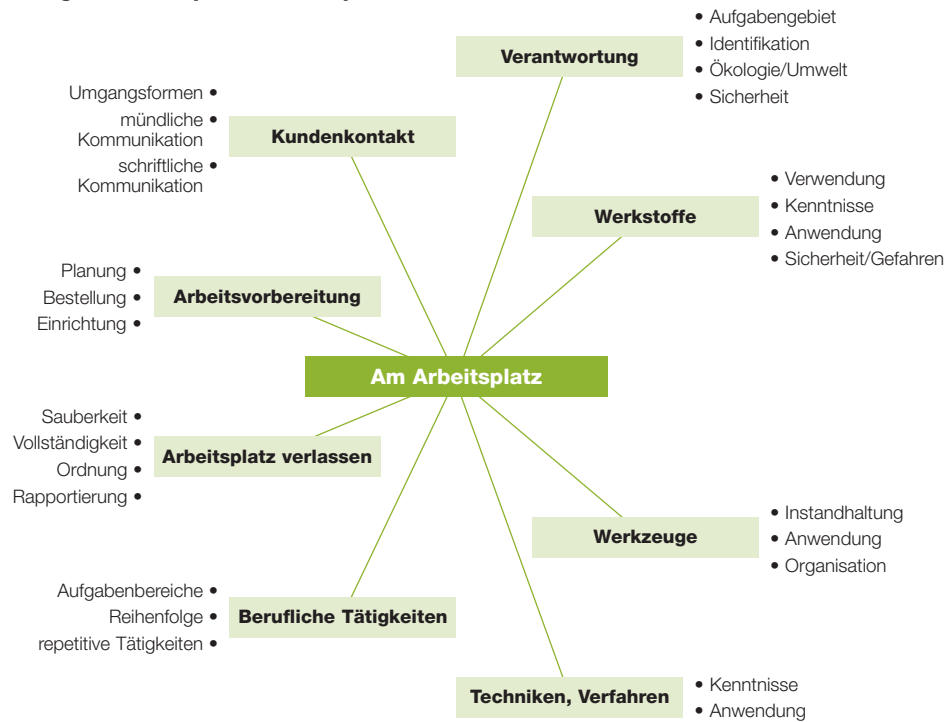 Verantwortung
• Aufgabengebiet
• Identifikation
• Ökologie/Umwelt
• Sicherheit
Kundenkontakt
Umgangsformen •
mündliche •
Kommunikation
schriftliche •
Kommunikation
Werkstoffe
• Verwendung
• Kenntnisse
• Anwendung
• Sicherheit/Gefahren
Arbeitsvorbereitung
Planung •
Bestellung •
Einrichtung •
Am Arbeitsplatz
Arbeitsplatz verlassen
Sauberkeit •
Vollständigkeit •
Ordnung •
Rapportierung •
Werkzeuge
• Instandhaltung
• Anwendung
• Organisation
Berufliche Tätigkeiten
Aufgabenbereiche •
Reihenfolge •
repetitive Tätigkeiten •
Techniken, Verfahren
• Kenntnisse
• Anwendung